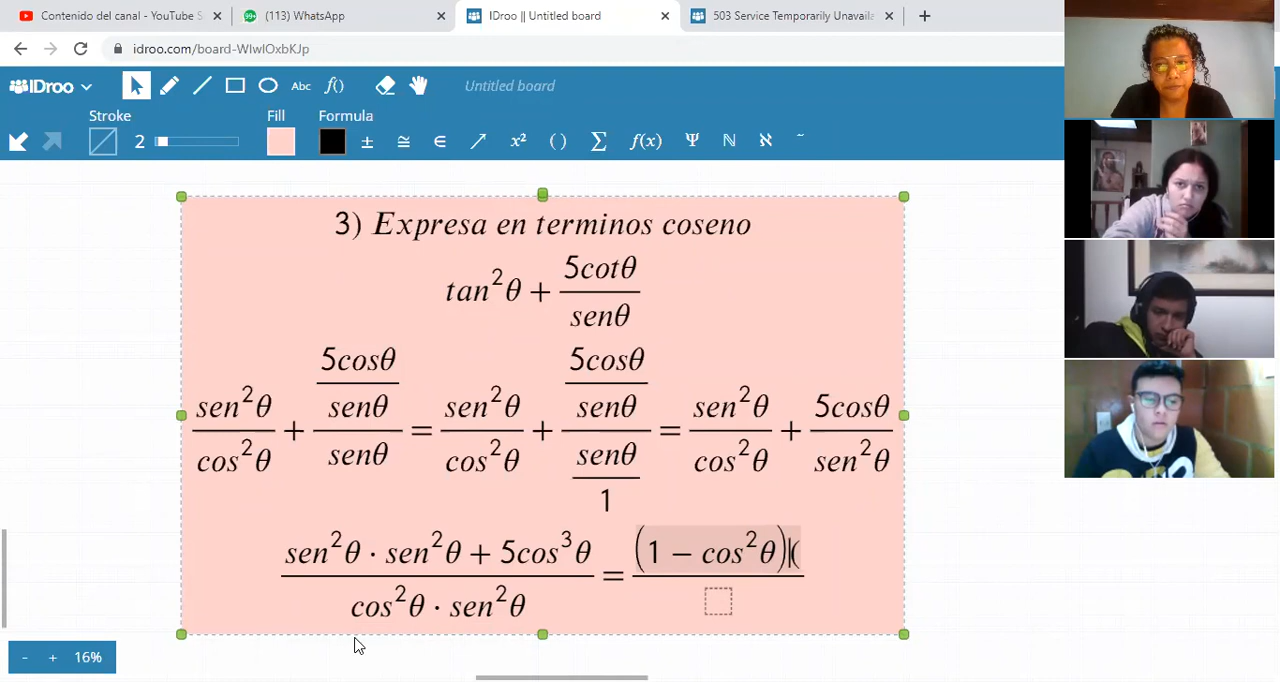 Contenido del canal - YouTube S
(113) WhatsApp
IDroo || Untitled board
503 Service Temporarily Unavaila
idroo.com/board-WIwIOxbKJp
IDroo
Abc
f()
Untitled board
Stroke
Fill
Formula
2
± ≅ ∈ x² ( ) ∑ f(x) Ψ ℕ ℵ ~
3) Expresa en terminos coseno
tan²θ + 5cotθ/senθ
sen²θ/cos²θ + (5cosθ/senθ)/senθ = sen²θ/cos²θ + (5cosθ/senθ)/(senθ/1) = sen²θ/cos²θ + 5cosθ/sen²θ
(sen²θ · sen²θ + 5cos³θ)/(cos²θ · sen²θ) = (1 − cos²θ)(
- + 16%